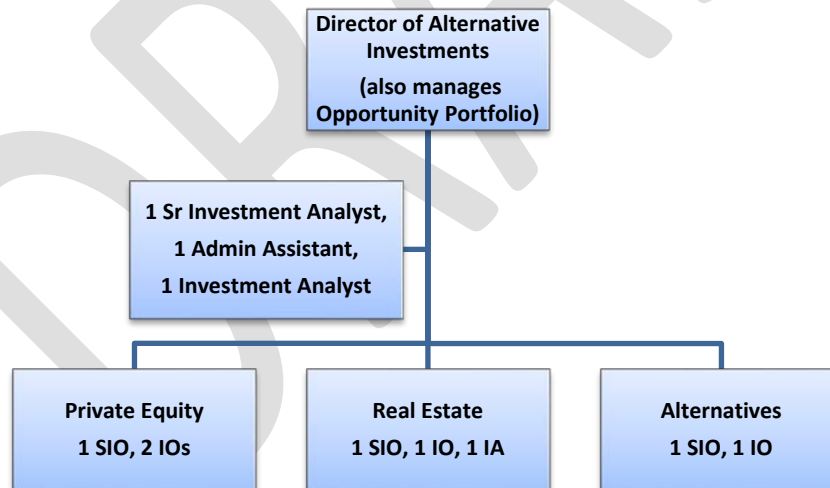 Director of Alternative
Investments
(also manages
Opportunity Portfolio)
1 Sr Investment Analyst,
1 Admin Assistant,
1 Investment Analyst
Private Equity
1 SIO, 2 IOs
Real Estate
1 SIO, 1 IO, 1 IA
Alternatives
1 SIO, 1 IO